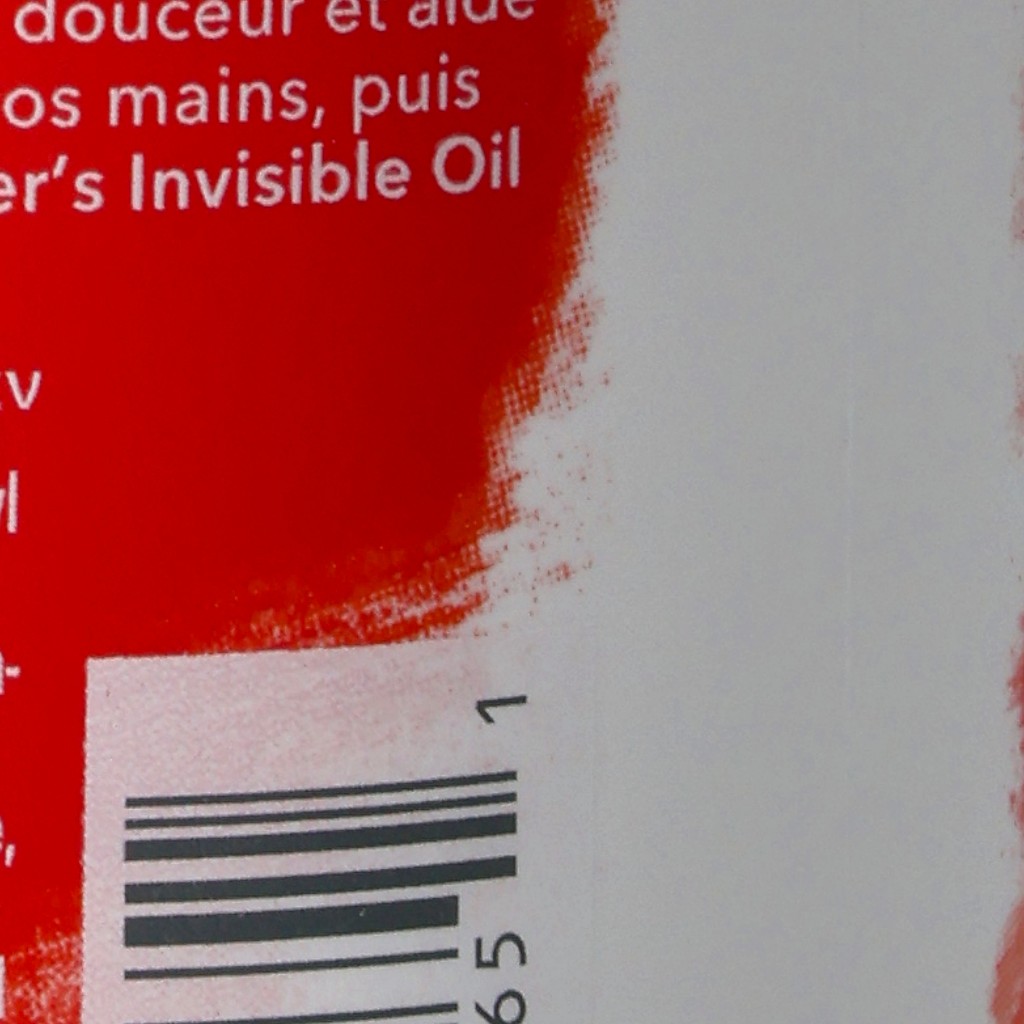 douceur et aide
os mains, puis
er's Invisible Oil
1
65